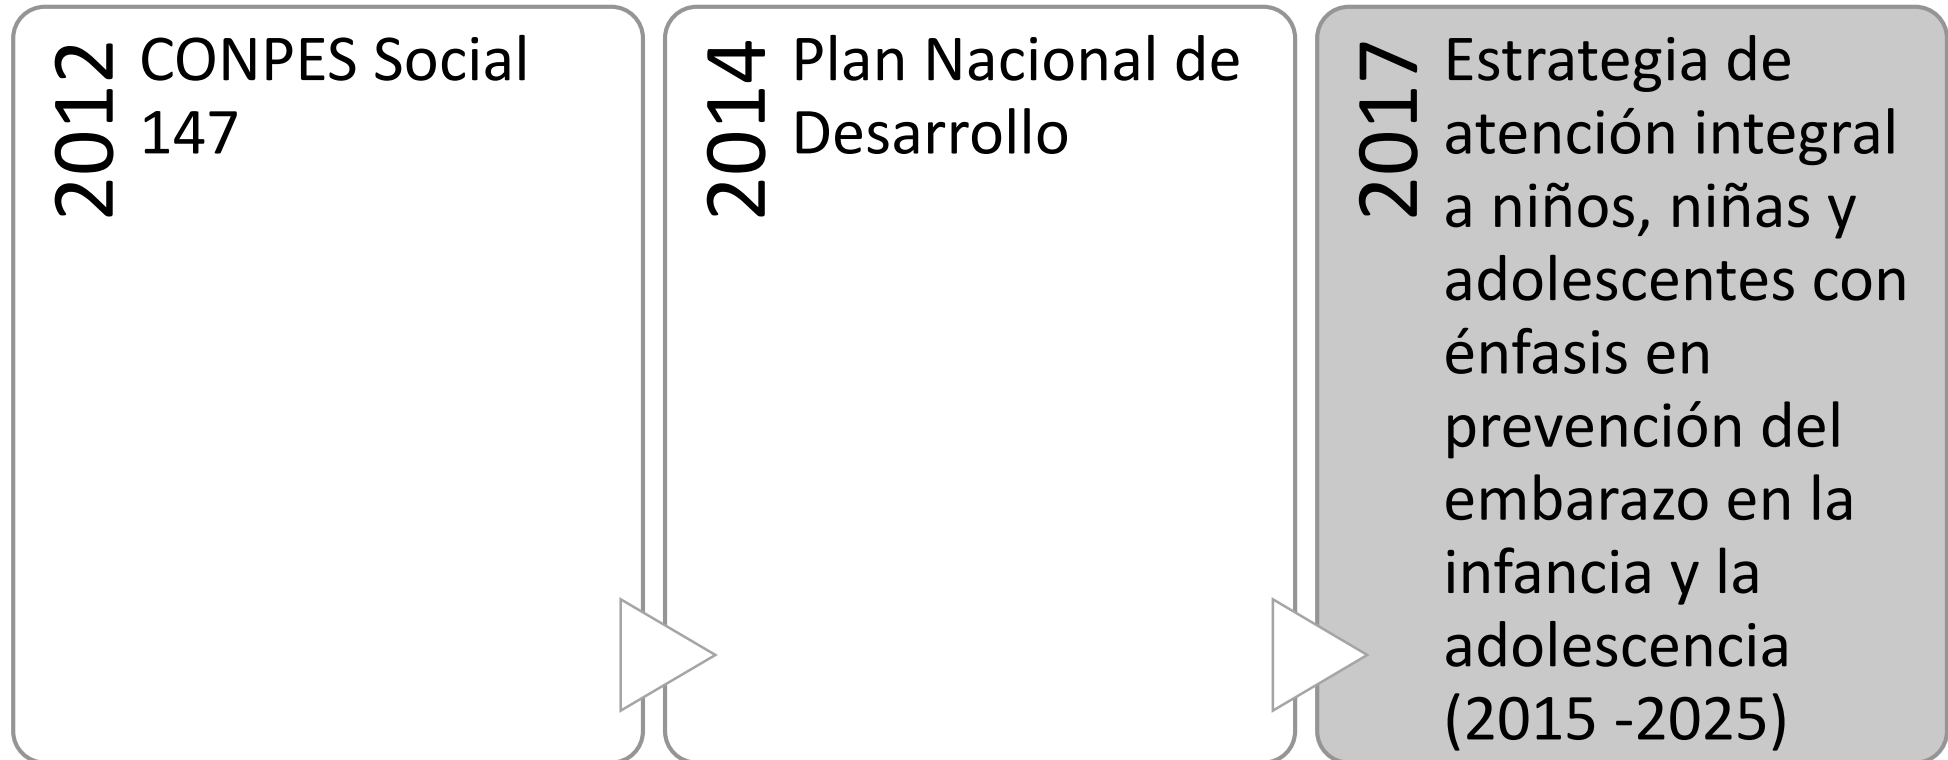 2012
CONPES Social
147
2014
Plan Nacional de
Desarrollo
2017
Estrategia de
atención integral
a niños, niñas y
adolescentes con
énfasis en
prevención del
embarazo en la
infancia y la
adolescencia
(2015 -2025)